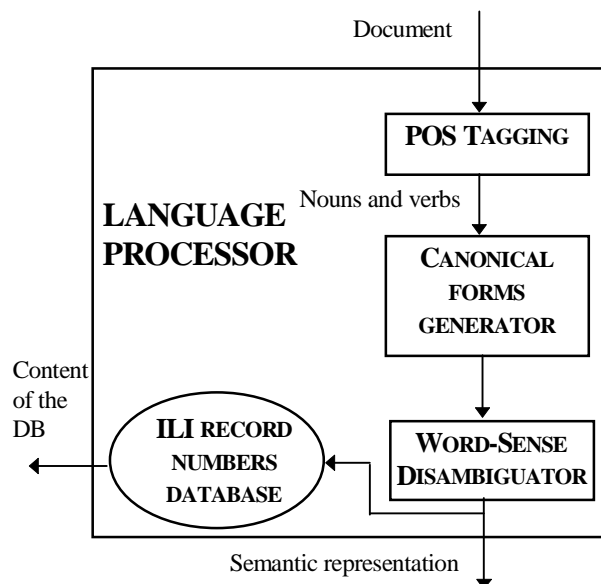 Document
POS TAGGING
Nouns and verbs
LANGUAGE
PROCESSOR
CANONICAL
FORMS
GENERATOR
Content
of the
DB
ILI RECORD
NUMBERS
DATABASE
WORD-SENSE
DISAMBIGUATOR
Semantic representation